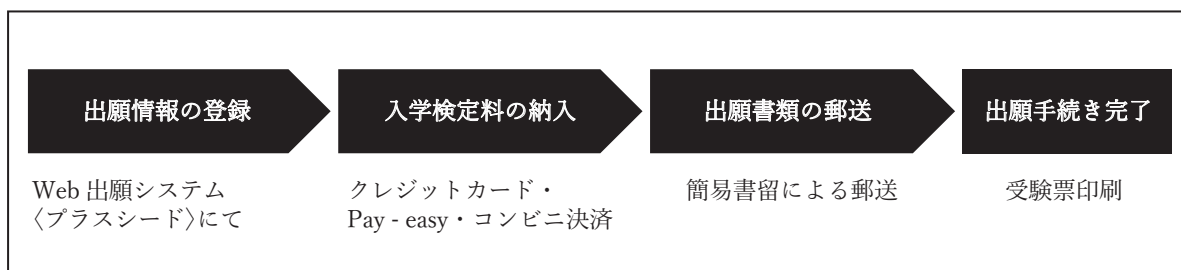 出願情報の登録
入学検定料の納入
出願書類の郵送
出願手続き完了
Web 出願システム
〈プラスシード〉にて
クレジットカード・
Pay - easy・コンビニ決済
簡易書留による郵送
受験票印刷